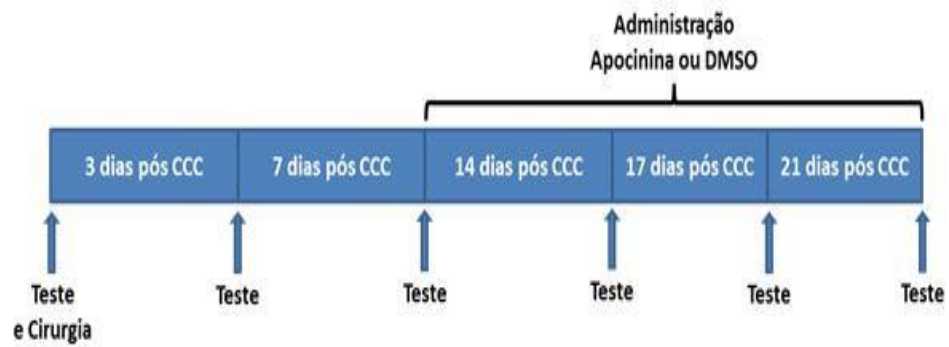 Administração
Apocinina ou DMSO
3 dias pós CCC
7 dias pós CCC
14 dias pós CCC
17 dias pós CCC
21 dias pós CCC
Teste
e Cirurgia
Teste
Teste
Teste
Teste
Teste